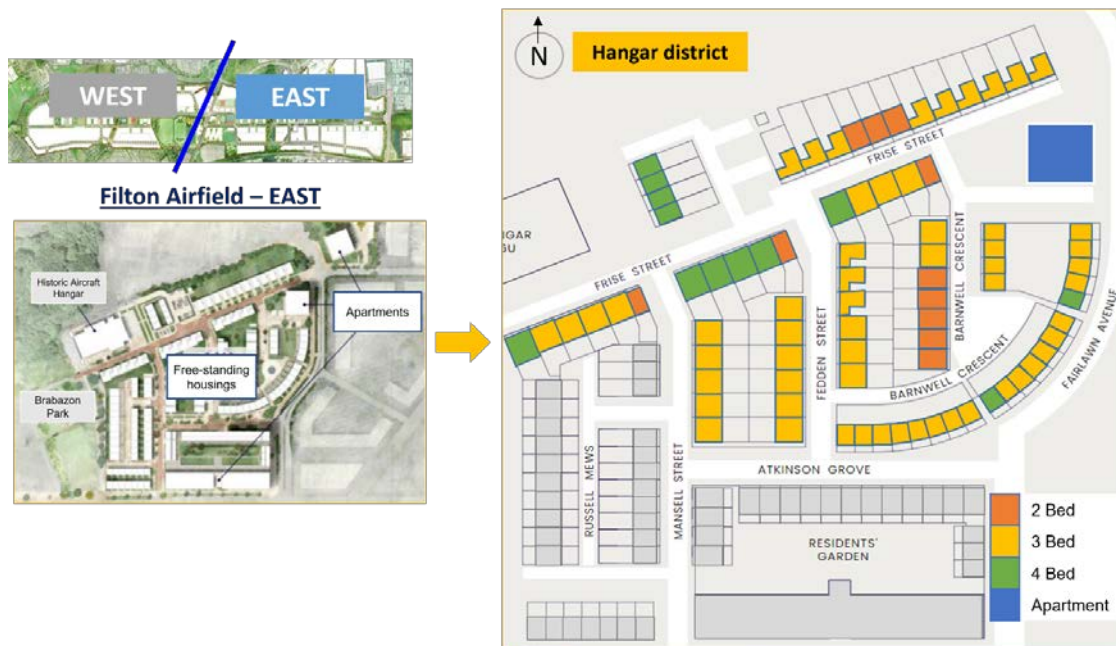 WEST
EAST
Filton Airfield – EAST
Historic Aircraft
Hangar
Apartments
Free-standing
housings
Brabazon
Park
N
Hangar district
FRISE STREET
GAR
GU
FRISE STREET
BARNWELL CRESCENT
FEDDEN STREET
FAIRLAWN AVENUE
BARNWELL CRESCENT
RUSSELL MEWS
MANSELL STREET
ATKINSON GROVE
RESIDENTS'
GARDEN
2 Bed
3 Bed
4 Bed
Apartment